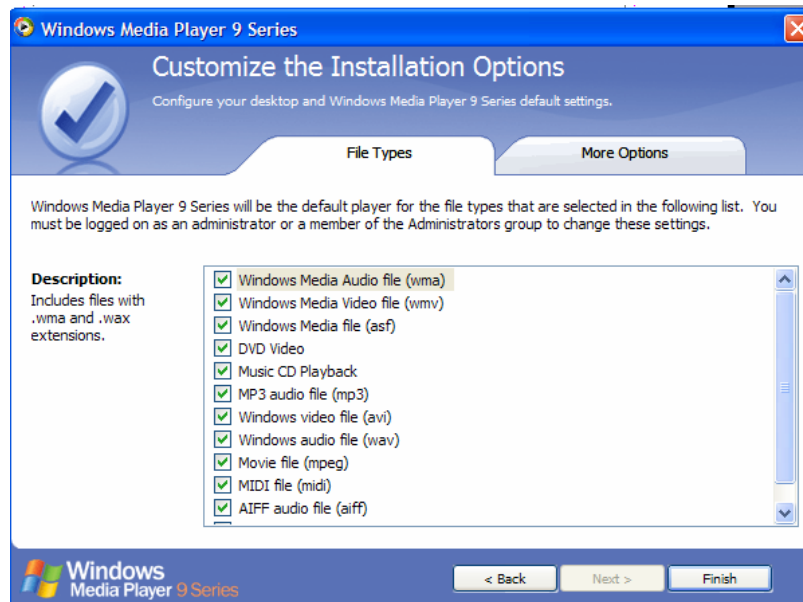 Windows Media Player 9 Series
Customize the Installation Options
Configure your desktop and Windows Media Player 9 Series default settings.
File Types
More Options
Windows Media Player 9 Series will be the default player for the file types that are selected in the following list. You
must be logged on as an administrator or a member of the Administrators group to change these settings.
Description:
Includes files with
.wma and .wax
extensions.
Windows Media Audio file (wma)
Windows Media Video file (wmv)
Windows Media file (asf)
DVD Video
Music CD Playback
MP3 audio file (mp3)
Windows video file (avi)
Windows audio file (wav)
Movie file (mpeg)
MIDI file (midi)
AIFF audio file (aiff)
Windows
Media Player 9 Series
< Back
Next >
Finish